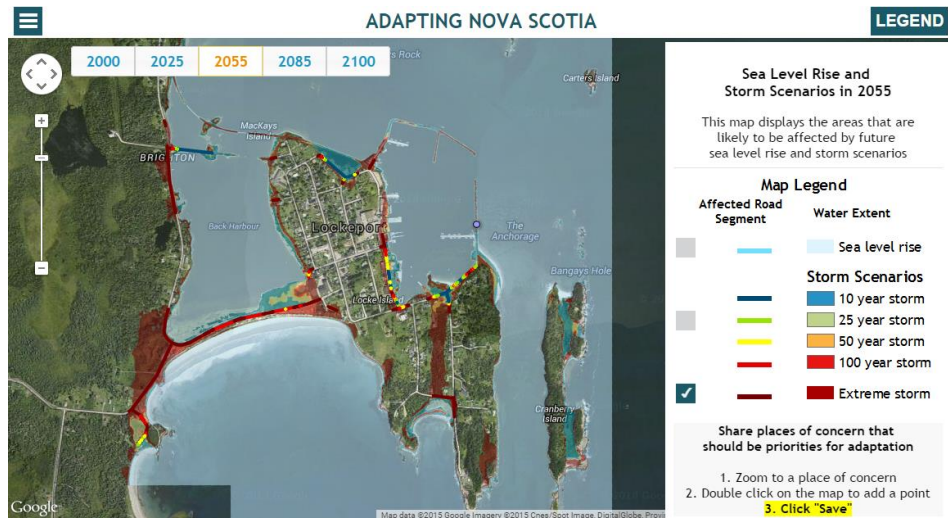 ADAPTING NOVA SCOTIA
LEGEND
2000 2025 2055 2085 2100
Rock
Carters Island
MacKays
Island
BRIGHTON
Back Harbour
Lockepor
The
Anchorage
Bangays Hole
Locke Island
Cranberry
Island
Google
Map data ©2015 Google Imagery ©2015 Cnes/Spot Image, DigitalGlobe, Provi
Sea Level Rise and
Storm Scenarios in 2055
This map displays the areas that are
likely to be affected by future
sea level rise and storm scenarios
Map Legend
Affected Road
Segment
Water Extent
Sea level rise
Storm Scenarios
10 year storm
25 year storm
50 year storm
100 year storm
Extreme storm
Share places of concern that
should be priorities for adaptation
1. Zoom to a place of concern
2. Double click on the map to add a point
3. Click "Save"